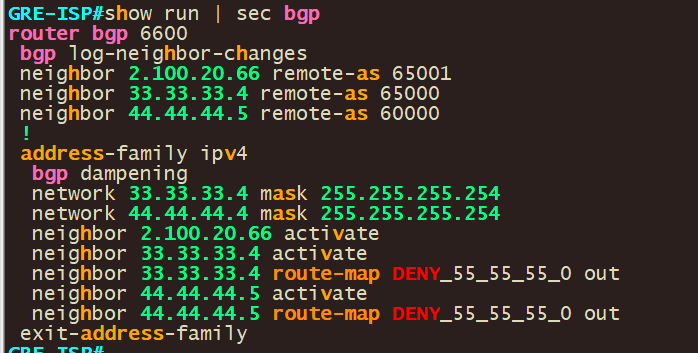 GRE-ISP#show run | sec bgp
router bgp 6600
 bgp log-neighbor-changes
 neighbor 2.100.20.66 remote-as 65001
 neighbor 33.33.33.4 remote-as 65000
 neighbor 44.44.44.5 remote-as 60000
 !
 address-family ipv4
  bgp dampening
  network 33.33.33.4 mask 255.255.255.254
  network 44.44.44.4 mask 255.255.255.254
  neighbor 2.100.20.66 activate
  neighbor 33.33.33.4 activate
  neighbor 33.33.33.4 route-map DENY_55_55_55_0 out
  neighbor 44.44.44.5 activate
  neighbor 44.44.44.5 route-map DENY_55_55_55_0 out
 exit-address-family
GRE-ISP#